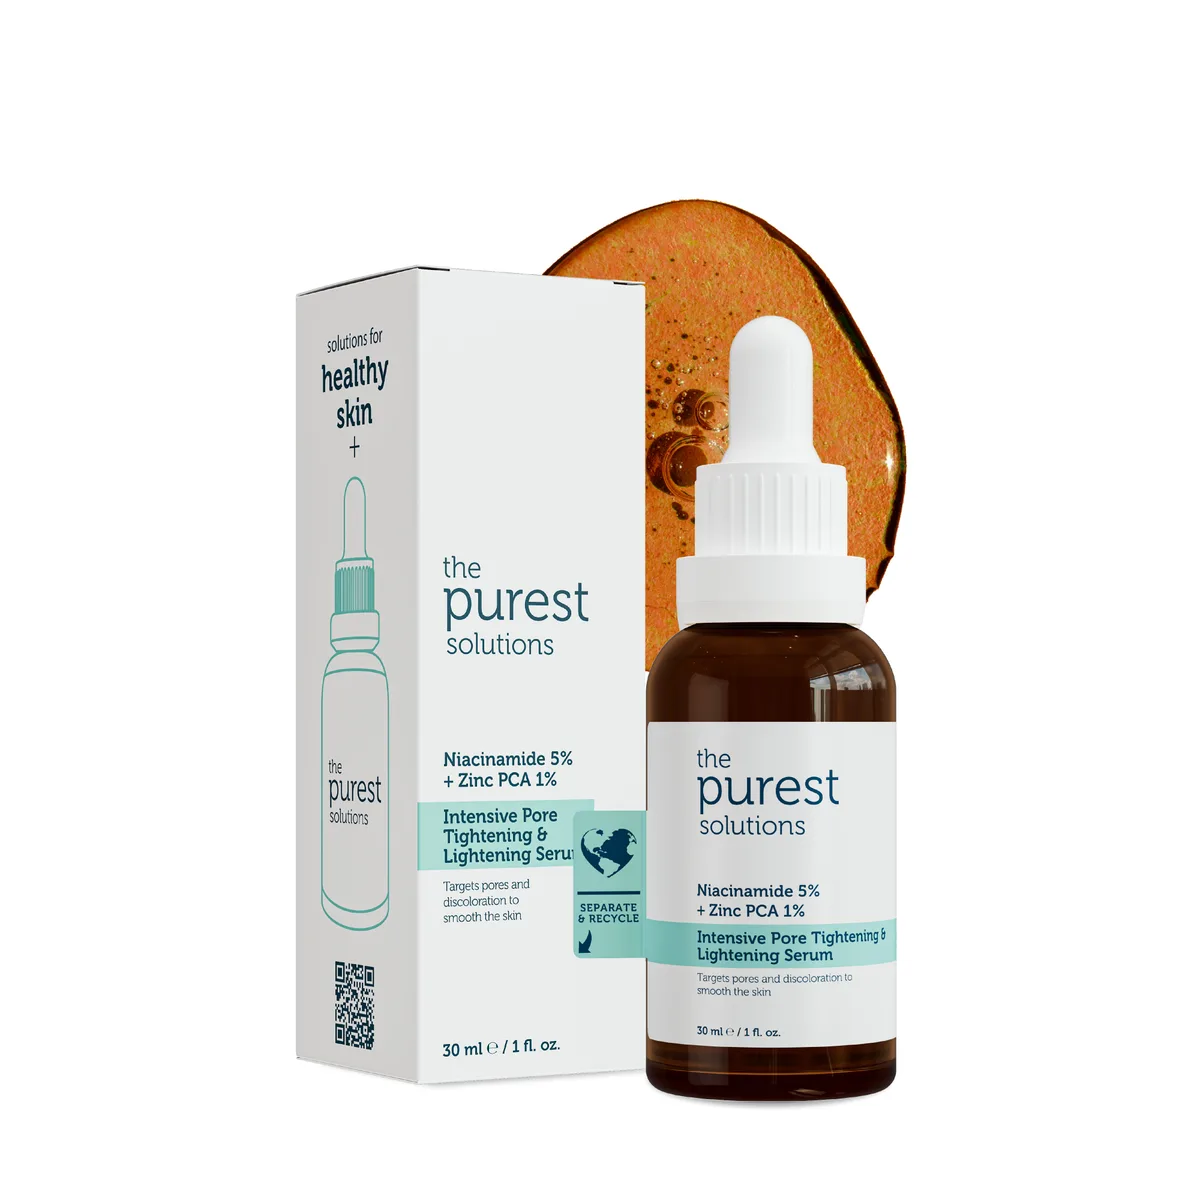 solutions for
healthy
skin
+
the
purest
solutions
the
purest
solutions
Niacinamide 5%
+ Zinc PCA 1%
Intensive Pore
Tightening &
Lightening Seru
Targets pores and
discoloration to
smooth the skin
30 ml ℮ / 1 fl. oz.
SEPARATE
& RECYCLE
the
purest
solutions
Niacinamide 5%
+ Zinc PCA 1%
Intensive Pore Tightening &
Lightening Serum
Targets pores and discoloration to
smooth the skin
30 ml ℮ / 1 fl. oz.